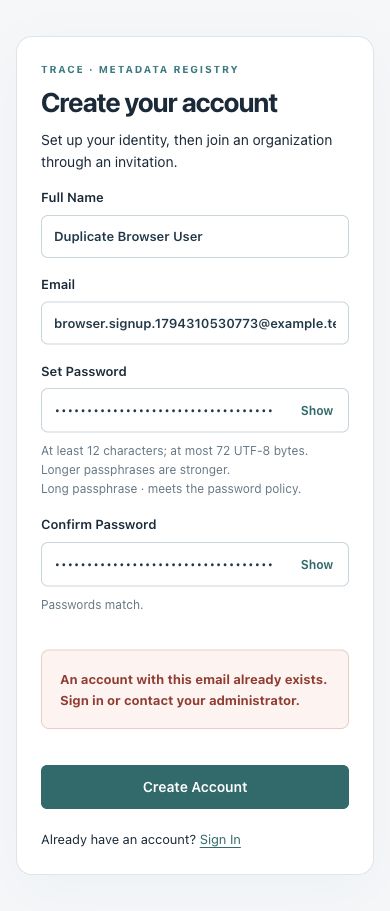 TRACE · METADATA REGISTRY
Create your account
Set up your identity, then join an organization
through an invitation.
Full Name
Duplicate Browser User
Email
browser.signup.1794310530773@example.te
Set Password
•••••••••••••••••••••••••••••••••• Show
At least 12 characters; at most 72 UTF-8 bytes.
Longer passphrases are stronger.
Long passphrase · meets the password policy.
Confirm Password
•••••••••••••••••••••••••••••••••• Show
Passwords match.
An account with this email already exists.
Sign in or contact your administrator.
Create Account
Already have an account? Sign In